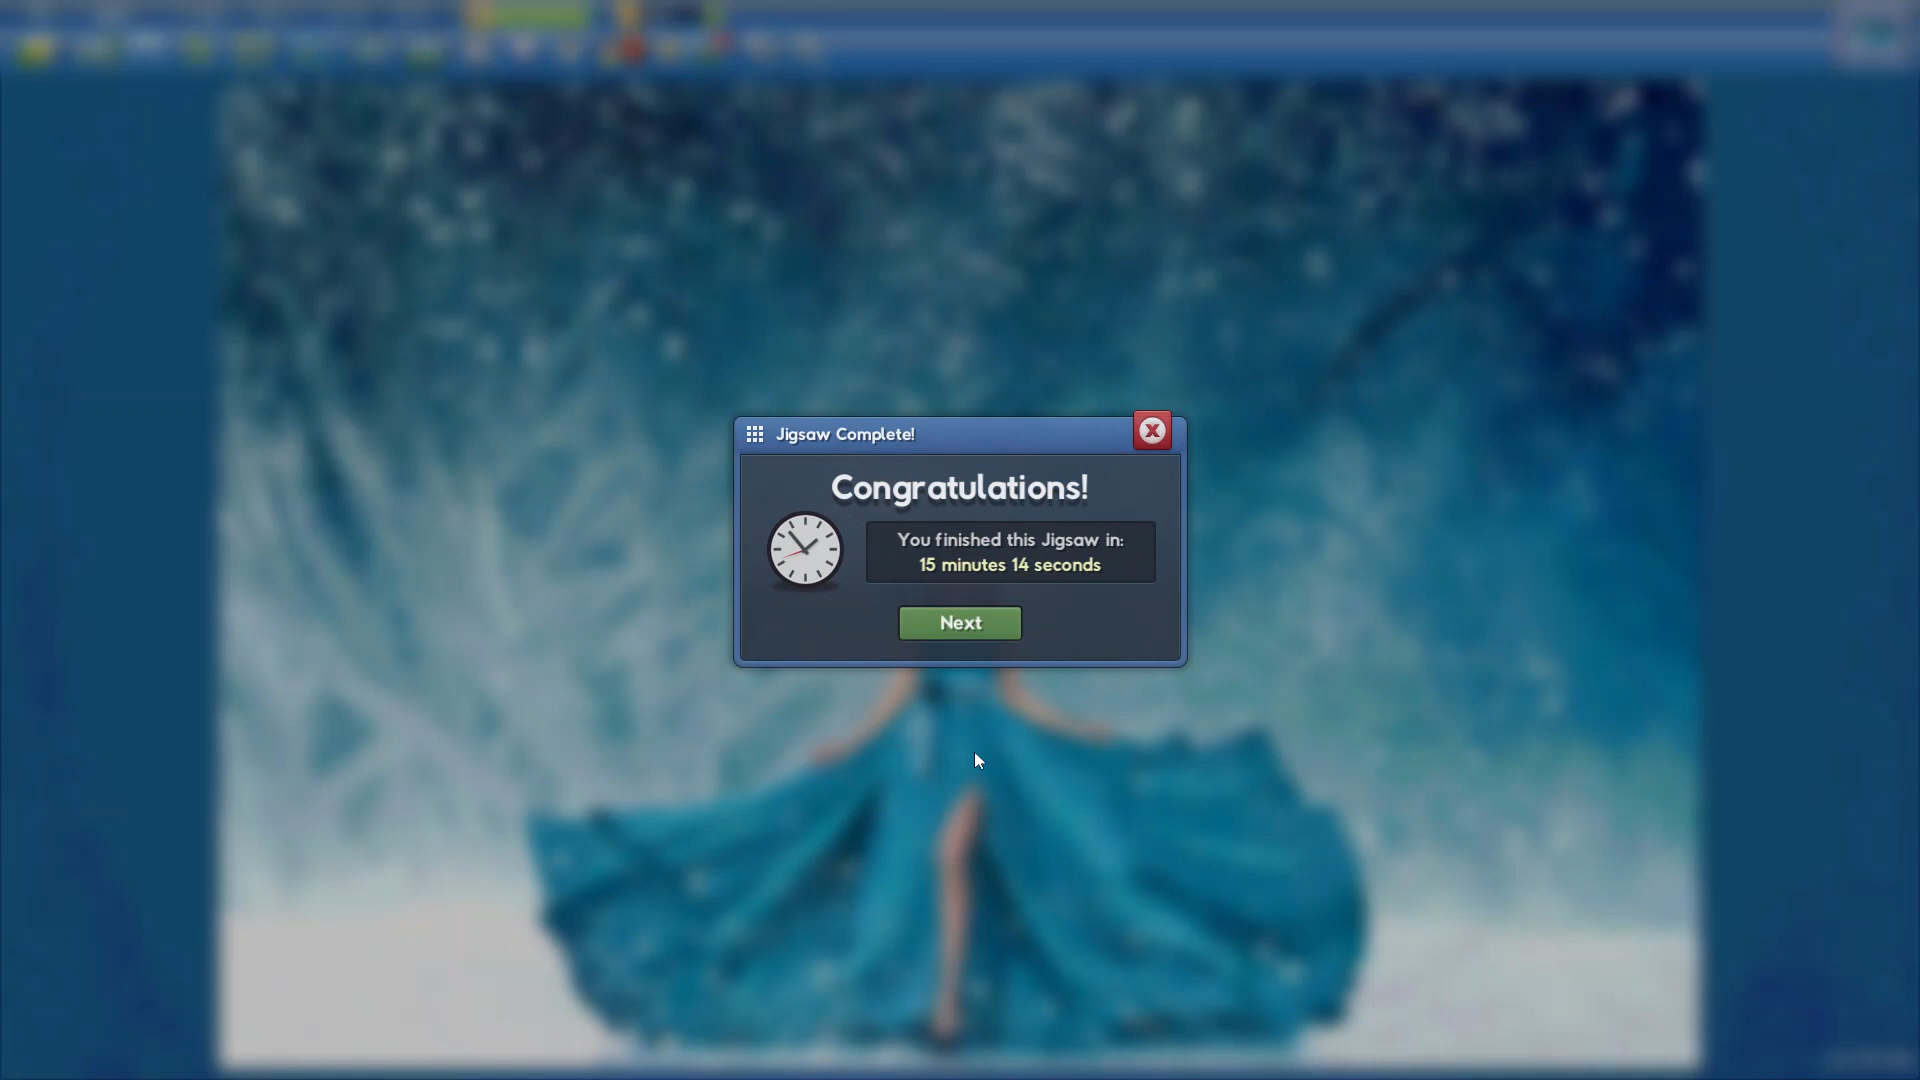 Jigsaw Complete!
Congratulations!
You finished this Jigsaw in:
15 minutes 14 seconds
Next